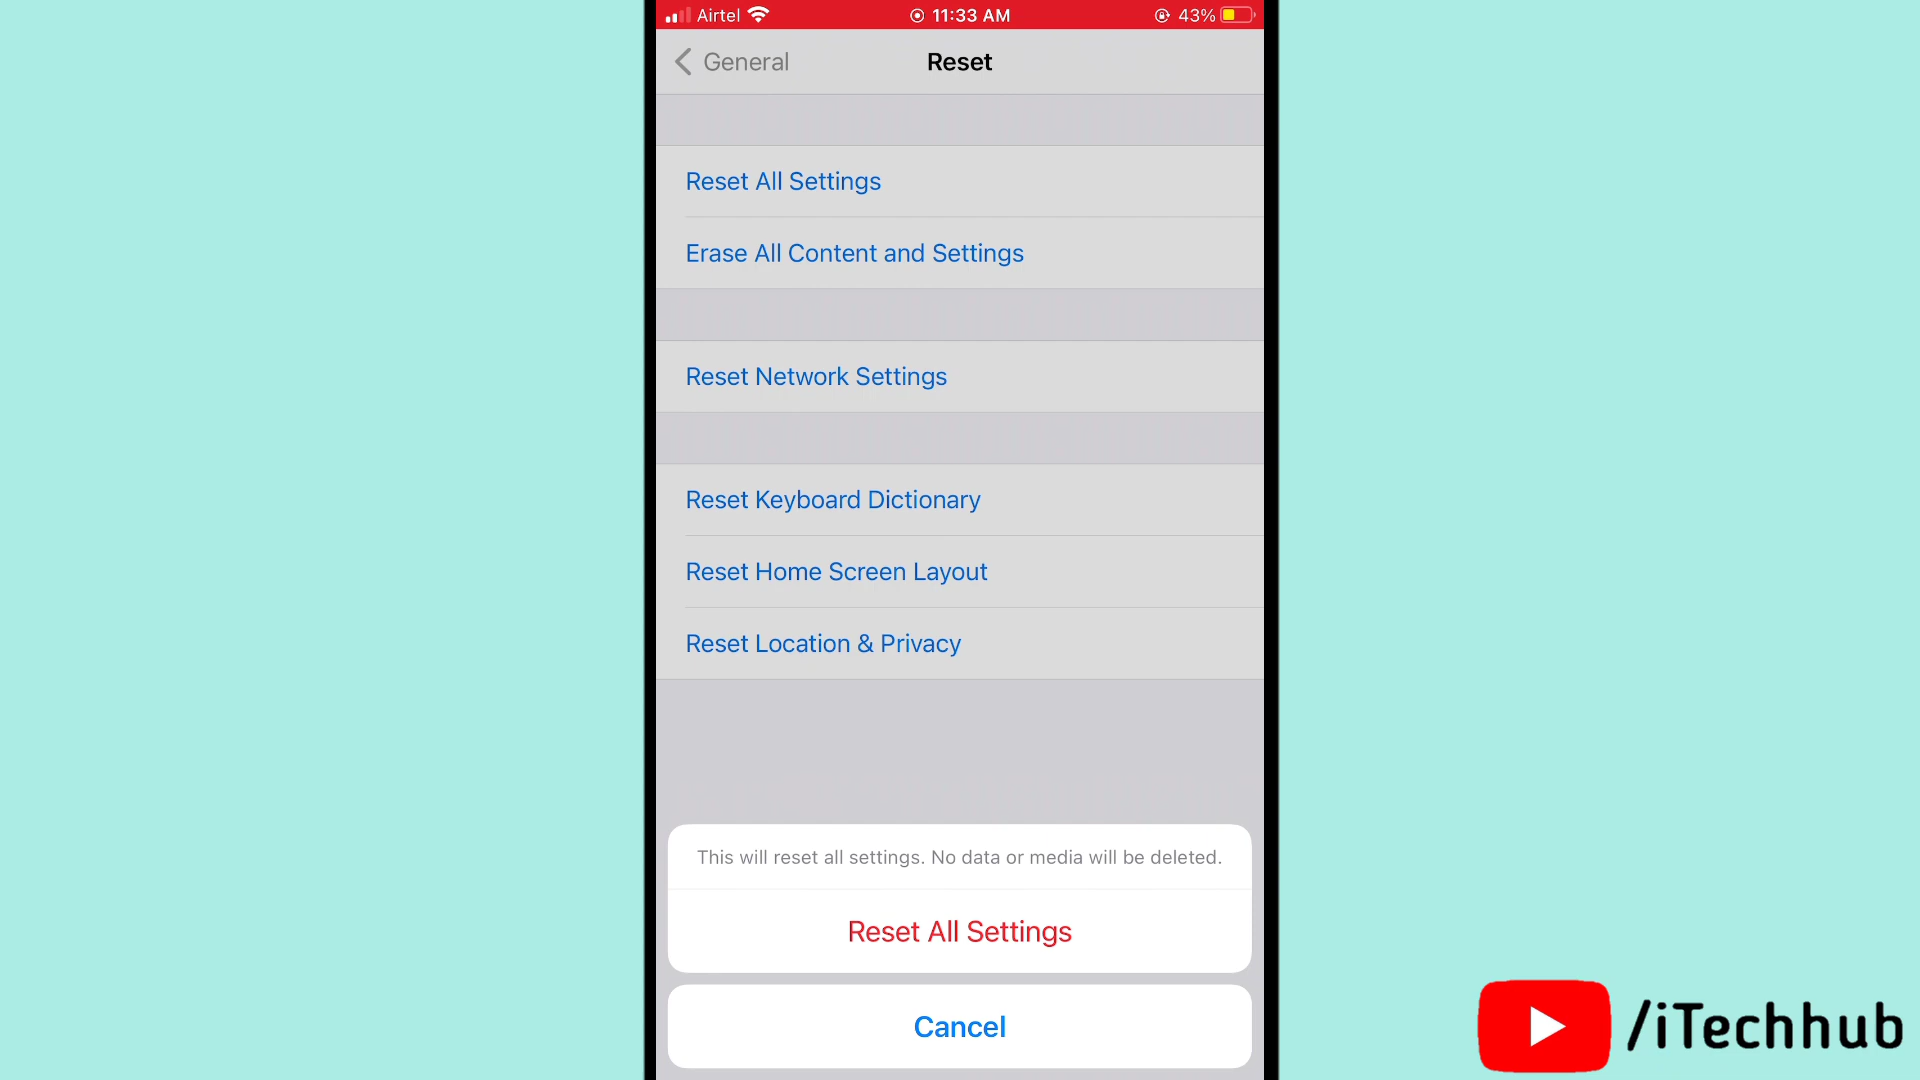 Airtel 11:33 AM 43%
General Reset
Reset All Settings
Erase All Content and Settings
Reset Network Settings
Reset Keyboard Dictionary
Reset Home Screen Layout
Reset Location & Privacy
This will reset all settings. No data or media will be deleted.
Reset All Settings
Cancel
/iTechhub